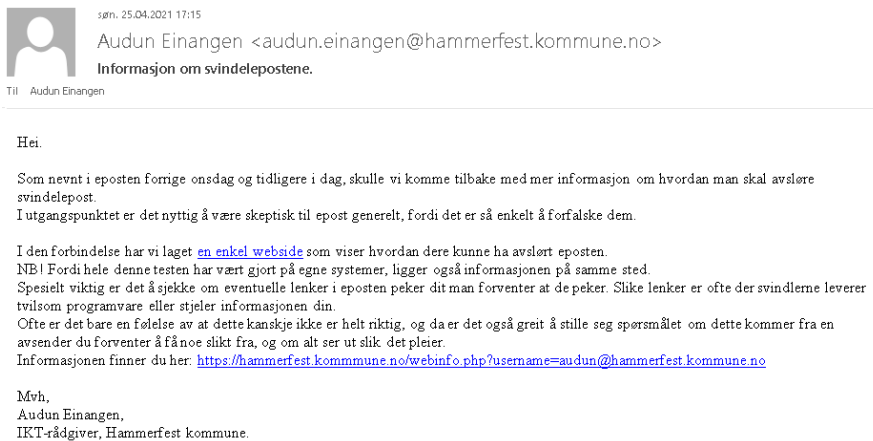 søn. 25.04.2021 17:15
Audun Einangen <audun.einangen@hammerfest.kommune.no>
Informasjon om svindelepostene.
Til Audun Einangen
Hei.
Som nevnt i eposten forrige onsdag og tidligere i dag, skulle vi komme tilbake med mer informasjon om hvordan man skal avsløre
svindelepost.
I utgangspunktet er det nyttig å være skeptisk til epost generelt, fordi det er så enkelt å forfalske dem.
I den forbindelse har vi laget en enkel webside som viser hvordan dere kunne ha avslørt eposten.
NB! Fordi hele denne testen har vært gjort på egne systemer, ligger også informasjonen på samme sted.
Spesielt viktig er det å sjekke om eventuelle lenker i eposten peker dit man forventer at de peker. Slike lenker er ofte der svindlerne leverer
tvilsom programvare eller stjeler informasjonen din.
Ofte er det bare en følelse av at dette kanskje ikke er helt riktig, og da er det også greit å stille seg spørsmålet om dette kommer fra en
avsender du forventer å få noe slikt fra, og om alt ser ut slik det pleier.
Informasjonen finner du her: https://hammerfest.kommmune.no/webinfo.php?username=audun@hammerfest.kommune.no
Mvh,
Audun Einangen,
IKT-rådgiver, Hammerfest kommune.